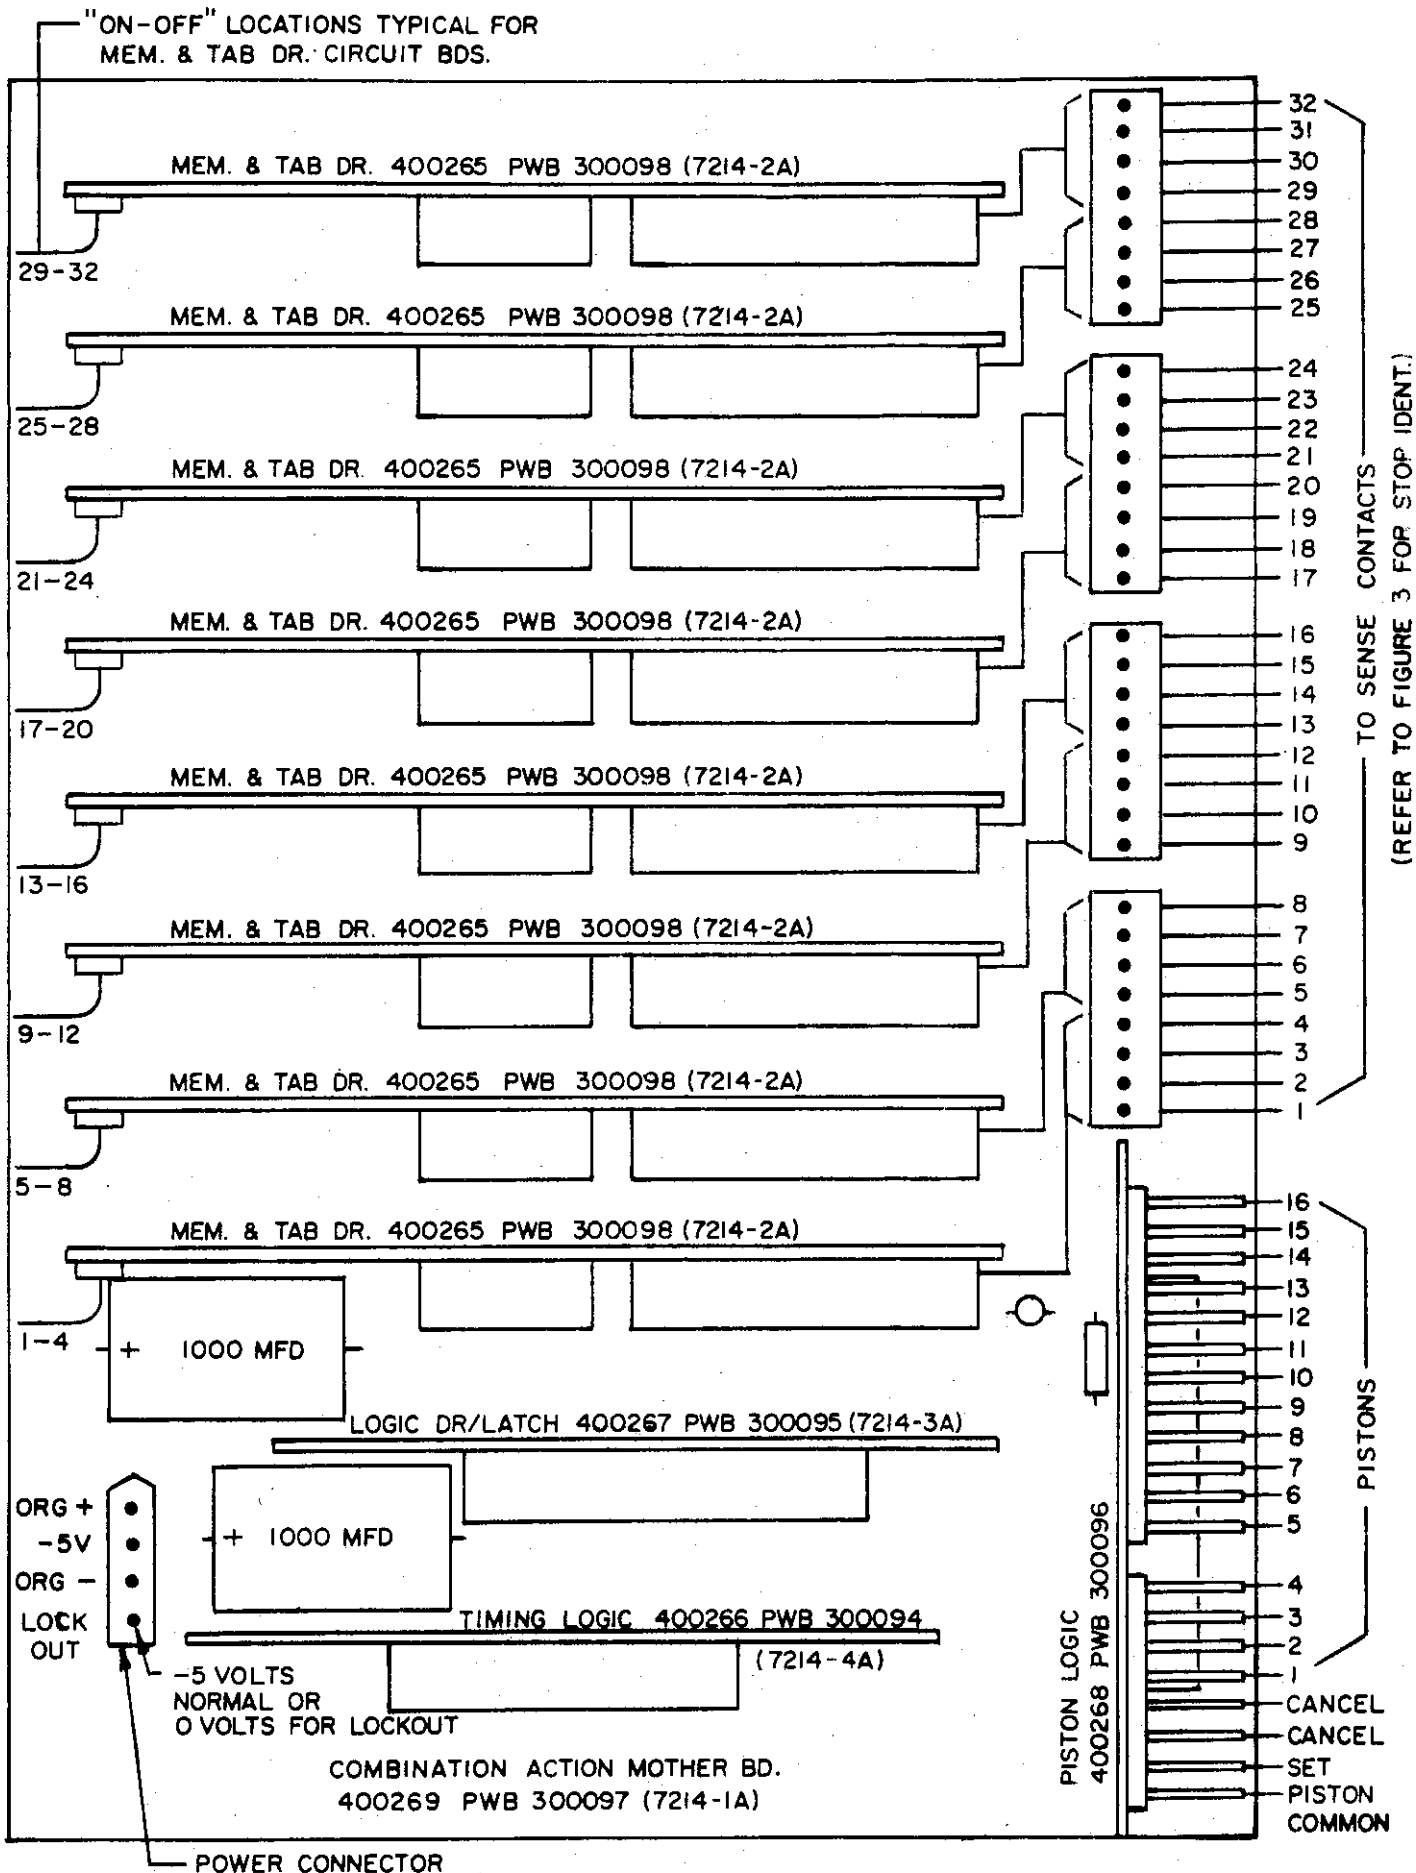 "ON-OFF" LOCATIONS TYPICAL FOR
MEM. & TAB DR. CIRCUIT BDS.
MEM. & TAB DR. 400265 PWB 300098 (7214-2A)
29-32
MEM. & TAB DR. 400265 PWB 300098 (7214-2A)
25-28
MEM. & TAB DR. 400265 PWB 300098 (7214-2A)
21-24
MEM. & TAB DR. 400265 PWB 300098 (7214-2A)
17-20
MEM. & TAB DR. 400265 PWB 300098 (7214-2A)
13-16
MEM. & TAB DR. 400265 PWB 300098 (7214-2A)
9-12
MEM. & TAB DR. 400265 PWB 300098 (7214-2A)
5-8
MEM. & TAB DR. 400265 PWB 300098 (7214-2A)
1-4
+ 1000 MFD
LOGIC DR/LATCH 400267 PWB 300095 (7214-3A)
+ 1000 MFD
ORG +
-5V
ORG -
LOCK
OUT
TIMING LOGIC 400266 PWB 300094
(7214-4A)
-5 VOLTS
NORMAL OR
0 VOLTS FOR LOCKOUT
COMBINATION ACTION MOTHER BD.
400269 PWB 300097 (7214-1A)
POWER CONNECTOR
32
31
30
29
28
27
26
25
24
23
22
21
20
19
18
17
16
15
14
13
12
11
10
9
8
7
6
5
4
3
2
1
TO SENSE CONTACTS
(REFER TO FIGURE 3 FOR STOP IDENT.)
PISTON LOGIC
400268 PWB 300096
16
15
14
13
12
11
10
9
8
7
6
5
4
3
2
1
PISTONS
CANCEL
CANCEL
SET
PISTON
COMMON